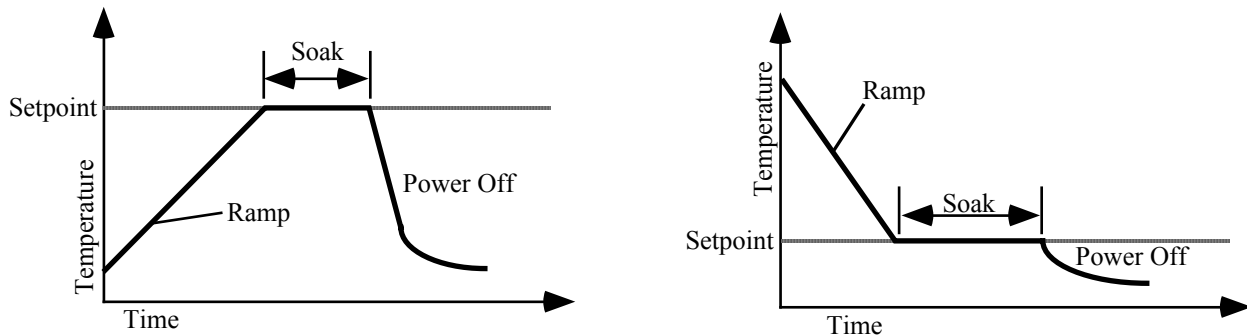 Soak
Setpoint
Temperature
Ramp
Power Off
Time
Temperature
Ramp
Soak
Setpoint
Power Off
Time